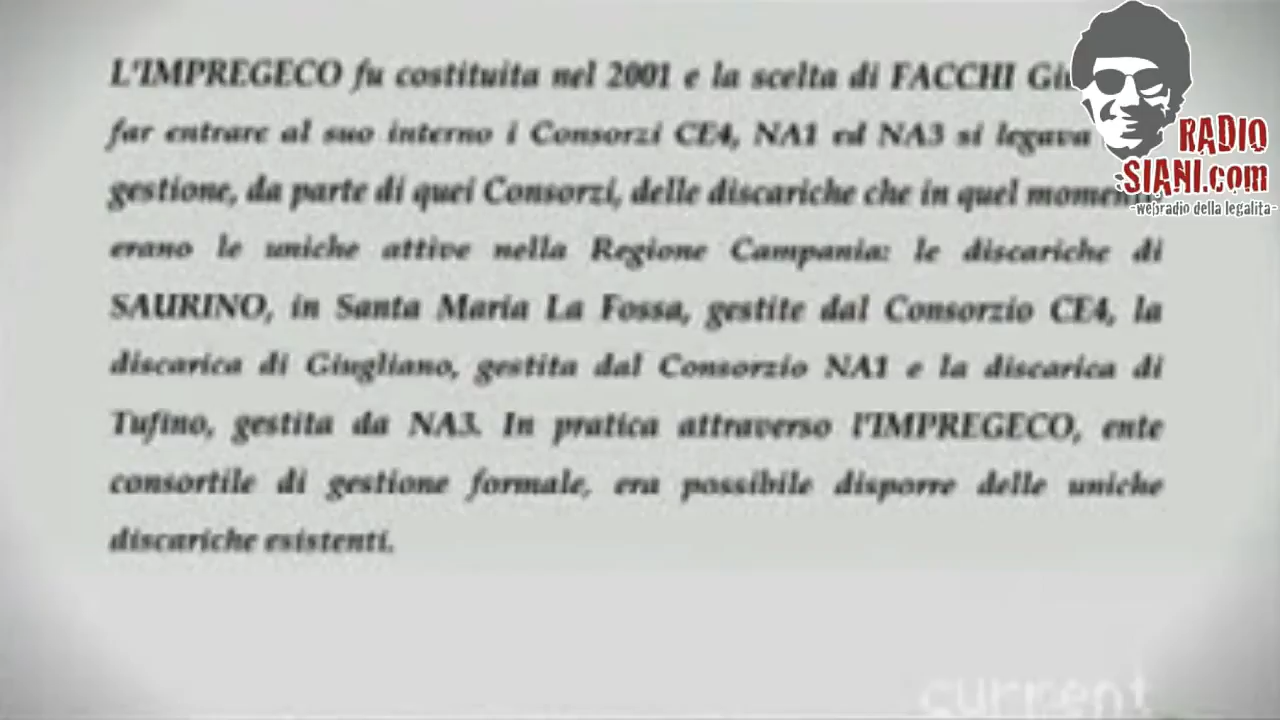 L'IMPREGECO fu costituita nel 2001 e la scelta di FACCHI
far entrare al suo interno i Consorzi CE4, NA1 ed NA3 si legava
gestione, da parte di quei Consorzi, delle discariche che in quel
erano le uniche attive nella Regione Campania: le discariche di
SAURINO, in Santa Maria La Fossa, gestite dal Consorzio CE4, la
discarica di Giugliano, gestita dal Consorzio NA1 e la discarica di
Tufino, gestita da NA3. In pratica attraverso l'IMPREGECO, ente
consortile di gestione formale, era possibile disporre delle uniche
discariche esistenti.
RADIO
SIANI.com
-webradio della legalita-
current